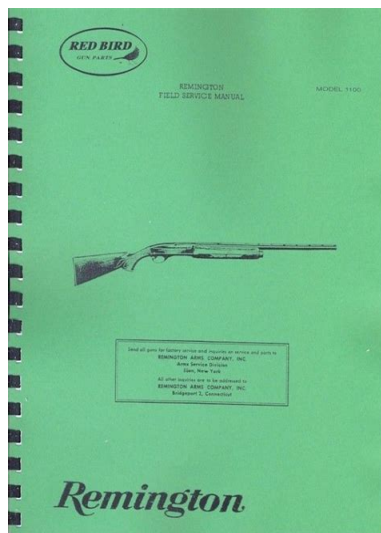 RED BIRD
GUN PARTS
REMINGTON
FIELD SERVICE MANUAL
MODEL 1100
Send all guns for factory service and inquiries on service and parts to
REMINGTON ARMS COMPANY, INC.
Arms Service Division
Ilion, New York
All other inquiries are to be addressed to
REMINGTON ARMS COMPANY, INC.
Bridgeport 2, Connecticut
Remington